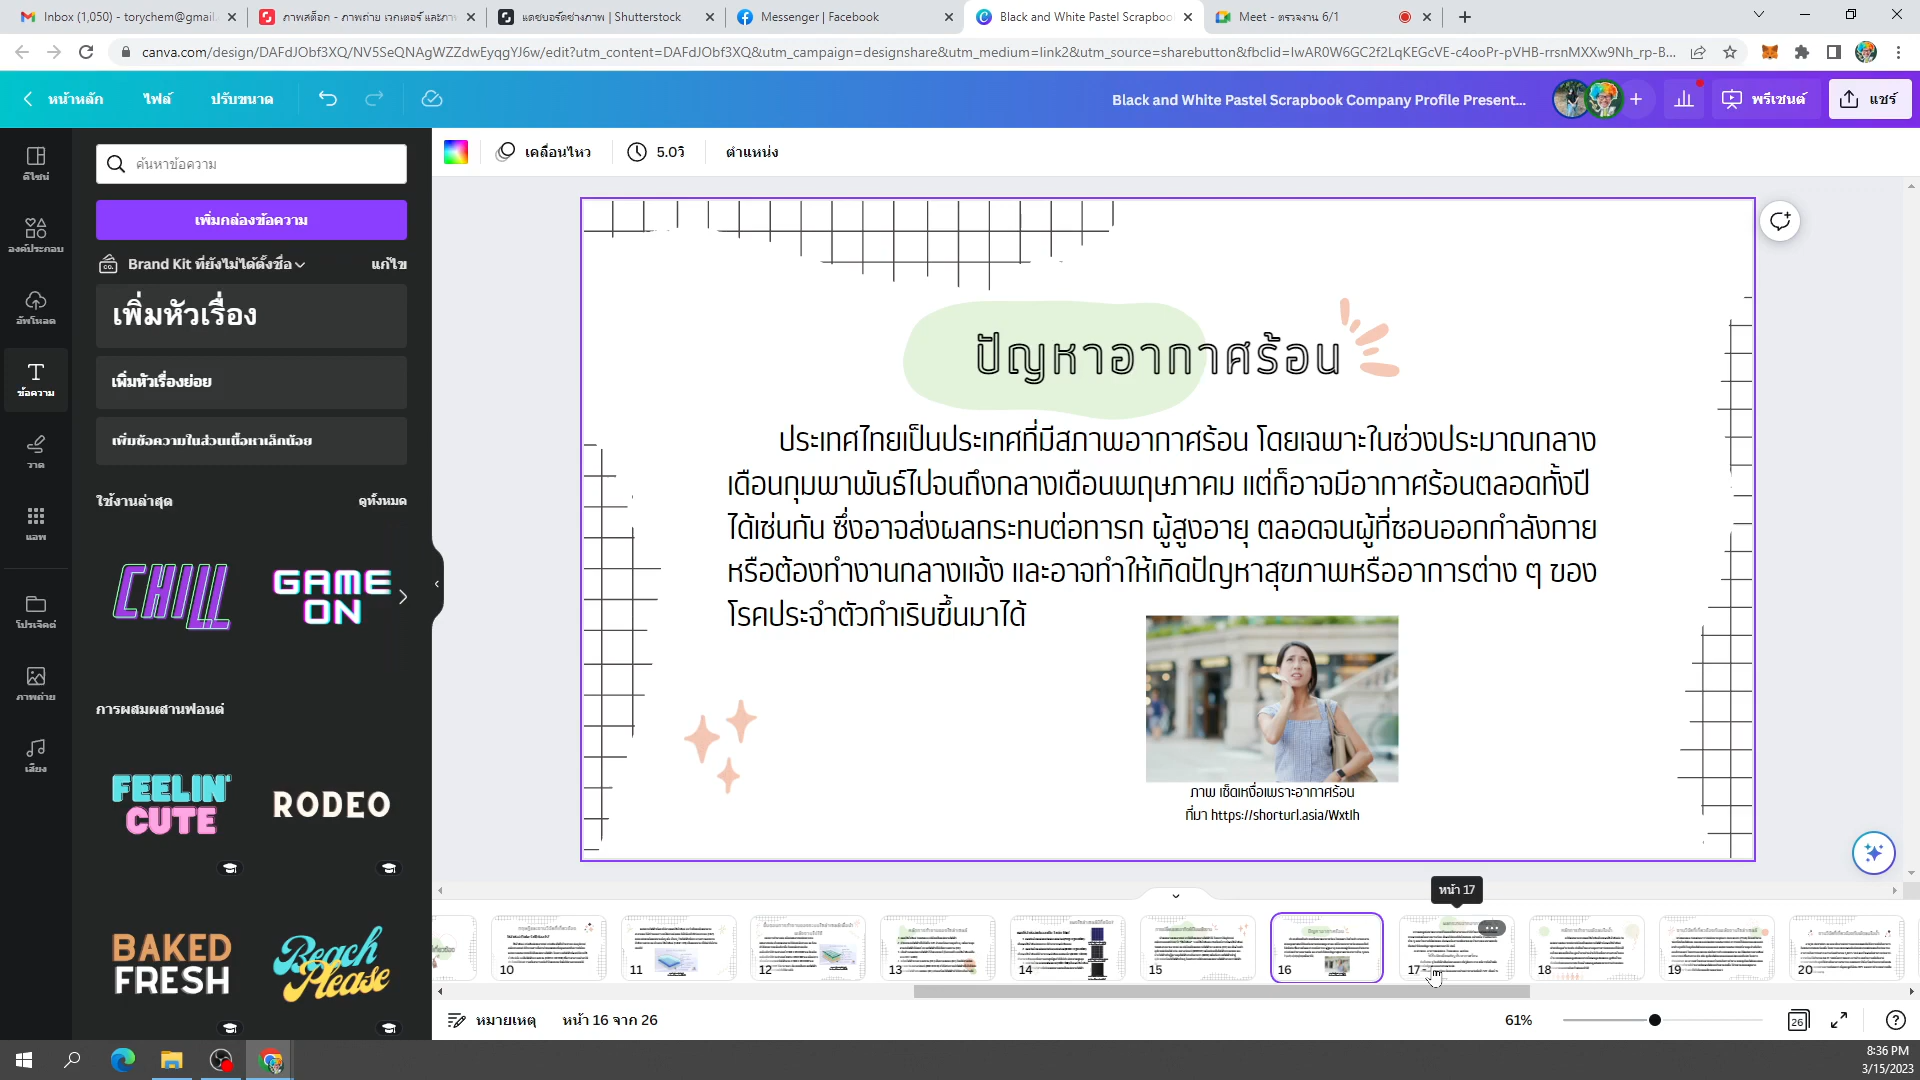 Inbox (1,050) - torychem@gmail.
ภาพสต็อก - ภาพถ่าย เวกเตอร์ และภา
แดชบอร์ดช่างภาพ | Shutterstock
Messenger | Facebook
Black and White Pastel Scrapboo
Meet - ตรวจงาน 6/1
canva.com/design/DAFdJObf3XQ/NV5SeQNAgWZZdwEyqgYJ6w/edit?utm_content=DAFdJObf3XQ&utm_campaign=designshare&utm_medium=link2&utm_source=sharebutton&fbclid=IwAR0W6GC2f2LqKEGcVE-c4ooPr-pVHB-rrsnMXXw9Nh_rp-B...
หน้าหลัก
ไฟล์
ปรับขนาด
Black and White Pastel Scrapbook Company Profile Present...
พรีเซนต์
แชร์
ดีไซน์
องค์ประกอบ
อัพโหลด
ข้อความ
วาด
แอพ
โปรเจ็คต์
ภาพถ่าย
เสียง
ค้นหาข้อความ
เพิ่มกล่องข้อความ
Brand Kit ที่ยังไม่ได้ตั้งชื่อ
แก้ไข
เพิ่มหัวเรื่อง
เพิ่มหัวเรื่องย่อย
เพิ่มข้อความในส่วนเนื้อหาเล็กน้อย
ใช้งานล่าสุด
ดูทั้งหมด
CHILL
GAME ON
การผสมผสานฟอนต์
FEELIN' CUTE
RODEO
BAKED FRESH
Beach Please
เคลื่อนไหว
5.0วิ
ตำแหน่ง
ปัญหาอากาศร้อน
ประเทศไทยเป็นประเทศที่มีสภาพอากาศร้อน โดยเฉพาะในช่วงประมาณกลาง
เดือนกุมพาพันธ์ไปจนถึงกลางเดือนพฤษภาคม แต่ก็อาจมีอากาศร้อนตลอดทั้งปี
ได้เช่นกัน ซึ่งอาจส่งผลกระทบต่อทารก ผู้สูงอายุ ตลอดจนผู้ที่ชอบออกกำลังกาย
หรือต้องทำงานกลางแจ้ง และอาจทำให้เกิดปัญหาสุขภาพหรืออาการต่าง ๆ ของ
โรคประจำตัวกำเริบขึ้นมาได้
ภาพ เช็ดเหงื่อเพราะอากาศร้อน
ที่มา https://shorturl.asia/WxtIh
หน้า 17
10
11
12
13
14
15
16
17
18
19
20
หมายเหตุ
หน้า 16 จาก 26
61%
26
8:36 PM
3/15/2023